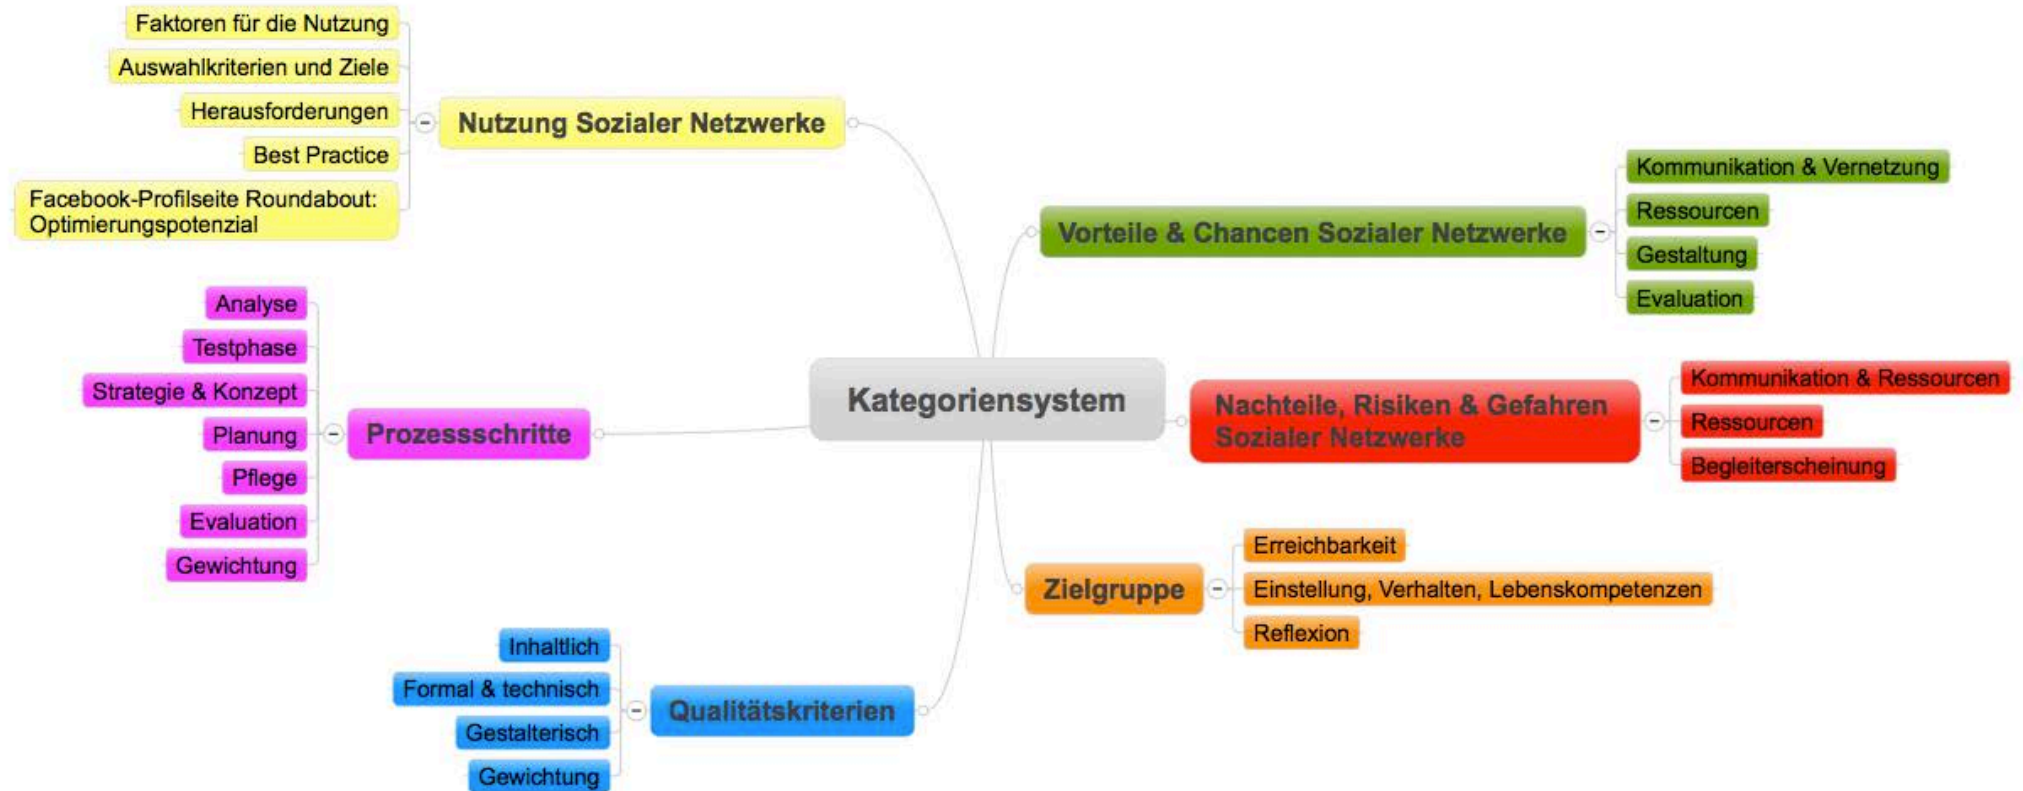 Faktoren für die Nutzung
Auswahlkriterien und Ziele
Herausforderungen
Best Practice
Facebook-Profilseite Roundabout:
Optimierungspotenzial
Nutzung Sozialer Netzwerke
Analyse
Testphase
Strategie & Konzept
Planung
Pflege
Evaluation
Gewichtung
Prozessschritte
Inhaltlich
Formal & technisch
Gestalterisch
Gewichtung
Qualitätskriterien
Kategoriensystem
Vorteile & Chancen Sozialer Netzwerke
Kommunikation & Vernetzung
Ressourcen
Gestaltung
Evaluation
Nachteile, Risiken & Gefahren
Sozialer Netzwerke
Kommunikation & Ressourcen
Ressourcen
Begleiterscheinung
Zielgruppe
Erreichbarkeit
Einstellung, Verhalten, Lebenskompetenzen
Reflexion